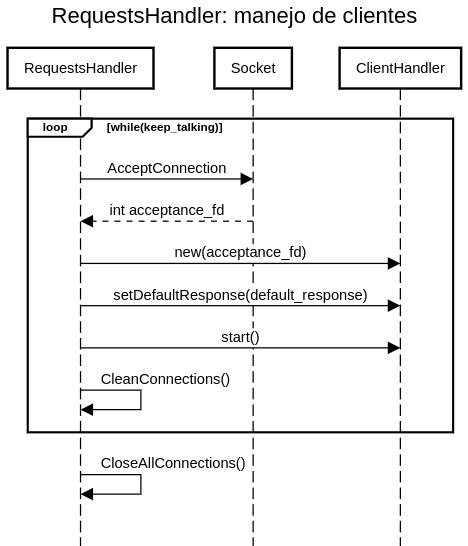 RequestsHandler: manejo de clientes
RequestsHandler
Socket
ClientHandler
loop
[while(keep_talking)]
AcceptConnection
int acceptance_fd
new(acceptance_fd)
setDefaultResponse(default_response)
start()
CleanConnections()
CloseAllConnections()